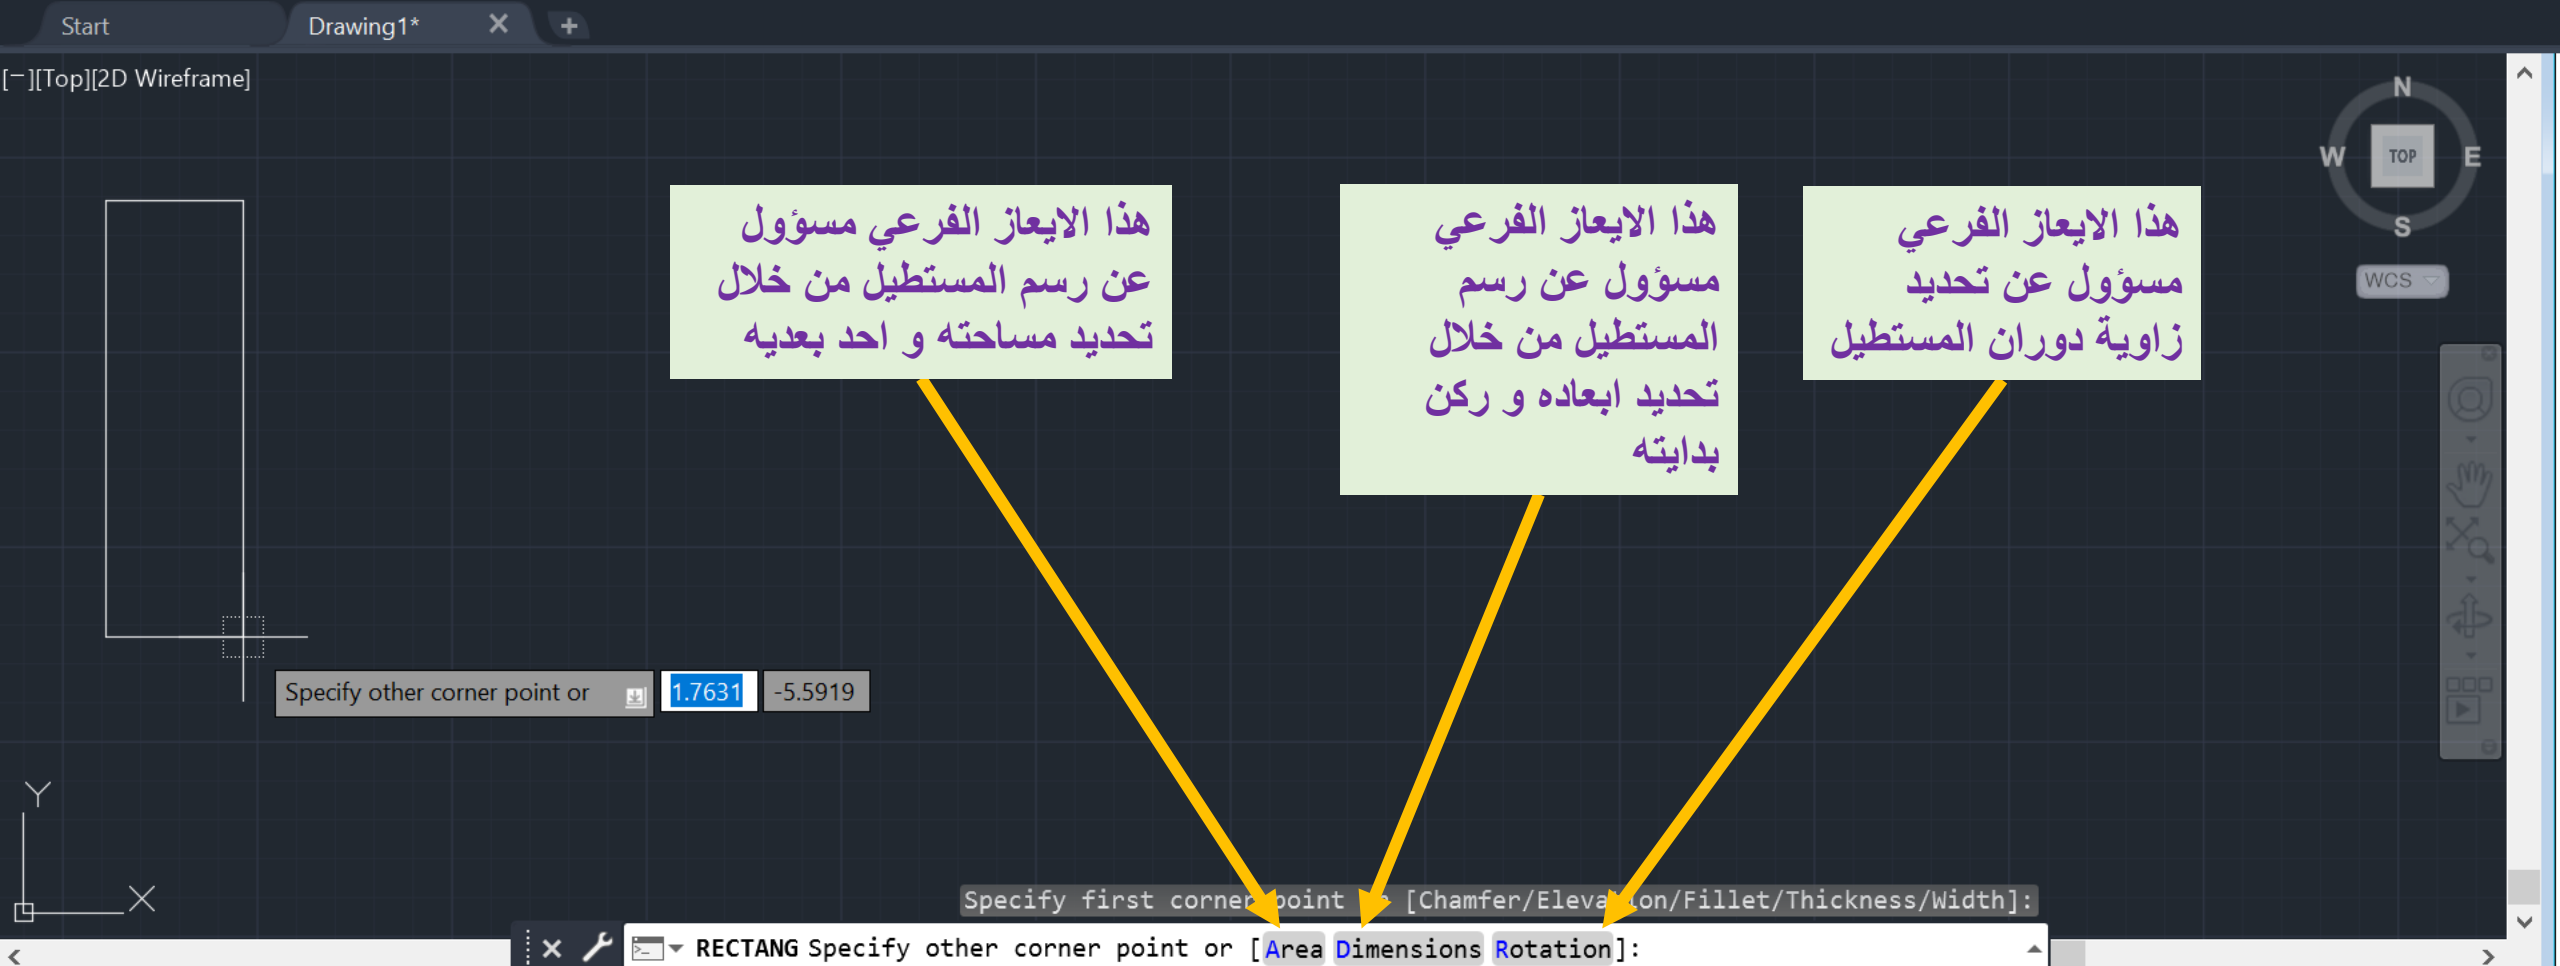 Start
Drawing1*
[−][Top][2D Wireframe]
N
W
TOP
E
S
WCS
هذا الايعاز الفرعي مسؤول
عن رسم المستطيل من خلال
تحديد مساحته و احد بعديه
هذا الايعاز الفرعي
مسؤول عن رسم
المستطيل من خلال
تحديد ابعاده و ركن
بدايته
هذا الايعاز الفرعي
مسؤول عن تحديد
زاوية دوران المستطيل
Specify other corner point or
1.7631
-5.5919
Y
X
Specify first corner point [Chamfer/Elevation/Fillet/Thickness/Width]:
RECTANG Specify other corner point or [Area Dimensions Rotation]: